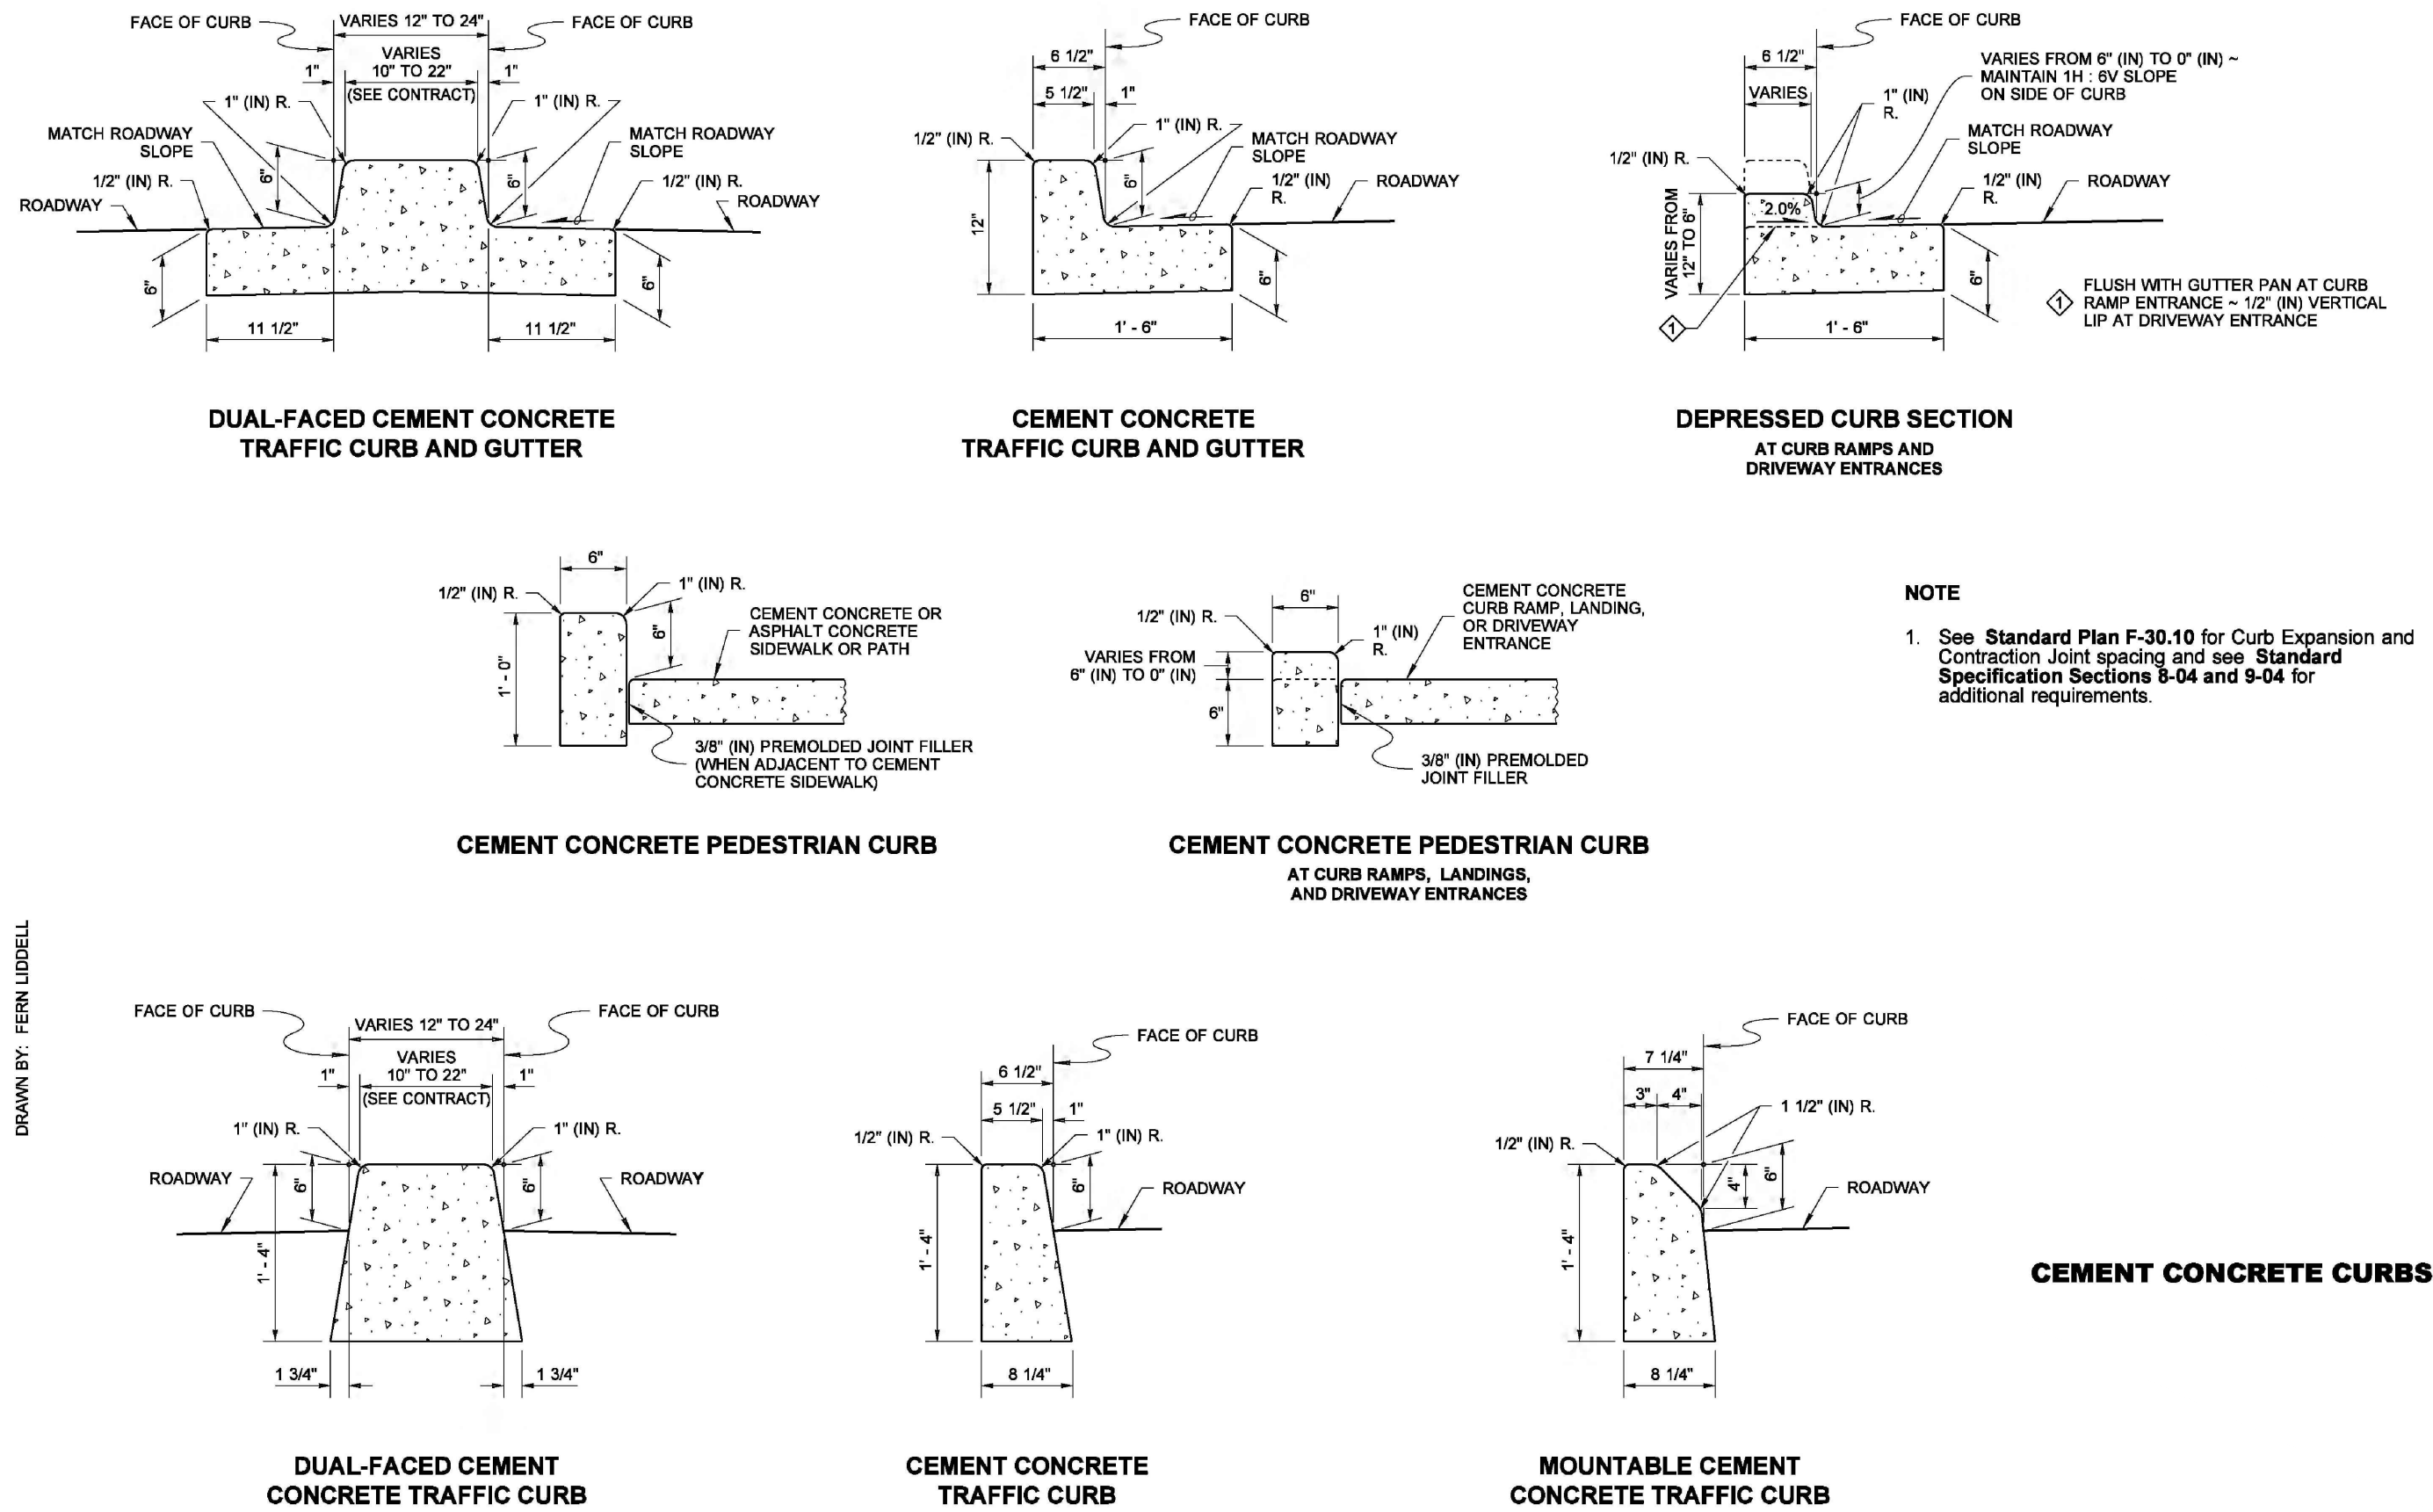 FACE OF CURB
VARIES 12" TO 24"
FACE OF CURB
VARIES
1"
10" TO 22"
1"
(SEE CONTRACT)
1" (IN) R.
1" (IN) R.
MATCH ROADWAY
SLOPE
MATCH ROADWAY
SLOPE
6"
6"
1/2" (IN) R.
1/2" (IN) R.
ROADWAY
ROADWAY
6"
6"
11 1/2"
11 1/2"
DUAL-FACED CEMENT CONCRETE
TRAFFIC CURB AND GUTTER
FACE OF CURB
6 1/2"
5 1/2"
1"
1/2" (IN) R.
1" (IN) R.
MATCH ROADWAY
SLOPE
6"
1/2" (IN)
R.
ROADWAY
12"
6"
1' - 6"
CEMENT CONCRETE
TRAFFIC CURB AND GUTTER
FACE OF CURB
6 1/2"
VARIES FROM 6" (IN) TO 0" (IN) ~
MAINTAIN 1H : 6V SLOPE
ON SIDE OF CURB
VARIES
1" (IN)
R.
MATCH ROADWAY
SLOPE
1/2" (IN) R.
1/2" (IN)
R.
ROADWAY
2.0%
VARIES FROM
12" TO 6"
6"
1
1' - 6"
1
FLUSH WITH GUTTER PAN AT CURB
RAMP ENTRANCE ~ 1/2" (IN) VERTICAL
LIP AT DRIVEWAY ENTRANCE
DEPRESSED CURB SECTION
AT CURB RAMPS AND
DRIVEWAY ENTRANCES
6"
1/2" (IN) R.
1" (IN) R.
6"
CEMENT CONCRETE OR
ASPHALT CONCRETE
SIDEWALK OR PATH
1' - 0"
3/8" (IN) PREMOLDED JOINT FILLER
(WHEN ADJACENT TO CEMENT
CONCRETE SIDEWALK)
CEMENT CONCRETE PEDESTRIAN CURB
6"
1/2" (IN) R.
1" (IN)
R.
CEMENT CONCRETE
CURB RAMP, LANDING,
OR DRIVEWAY
ENTRANCE
VARIES FROM
6" (IN) TO 0" (IN)
6"
3/8" (IN) PREMOLDED
JOINT FILLER
CEMENT CONCRETE PEDESTRIAN CURB
AT CURB RAMPS, LANDINGS,
AND DRIVEWAY ENTRANCES
NOTE
1. See Standard Plan F-30.10 for Curb Expansion and
Contraction Joint spacing and see Standard
Specification Sections 8-04 and 9-04 for
additional requirements.
DRAWN BY: FERN LIDDELL
FACE OF CURB
VARIES 12" TO 24"
FACE OF CURB
VARIES
1"
10" TO 22"
1"
(SEE CONTRACT)
1" (IN) R.
1" (IN) R.
ROADWAY
6"
6"
ROADWAY
1' - 4"
1 3/4"
1 3/4"
DUAL-FACED CEMENT
CONCRETE TRAFFIC CURB
FACE OF CURB
6 1/2"
5 1/2"
1"
1/2" (IN) R.
1" (IN) R.
6"
ROADWAY
1' - 4"
8 1/4"
CEMENT CONCRETE
TRAFFIC CURB
FACE OF CURB
7 1/4"
3"
4"
1 1/2" (IN) R.
1/2" (IN) R.
4"
6"
ROADWAY
1' - 4"
8 1/4"
MOUNTABLE CEMENT
CONCRETE TRAFFIC CURB
CEMENT CONCRETE CURBS